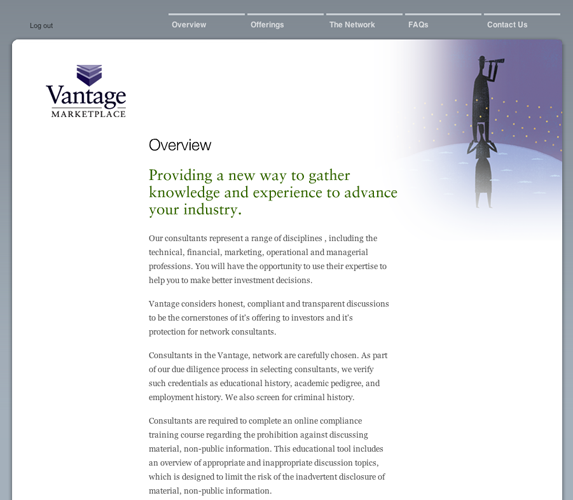 Log out
Overview
Offerings
The Network
FAQs
Contact Us
Vantage
MARKETPLACE
Overview
Providing a new way to gather
knowledge and experience to advance
your industry.
Our consultants represent a range of disciplines , including the
technical, financial, marketing, operational and managerial
professions. You will have the opportunity to use their expertise to
help you to make better investment decisions.
Vantage considers honest, compliant and transparent discussions
to be the cornerstones of it's offering to investors and it's
protection for network consultants.
Consultants in the Vantage, network are carefully chosen. As part
of our due diligence process in selecting consultants, we verify
such credentials as educational history, academic pedigree, and
employment history. We also screen for criminal history.
Consultants are required to complete an online compliance
training course regarding the prohibition against discussing
material, non-public information. This educational tool includes
an overview of appropriate and inappropriate discussion topics,
which is designed to limit the risk of the inadvertent disclosure of
material, non-public information.